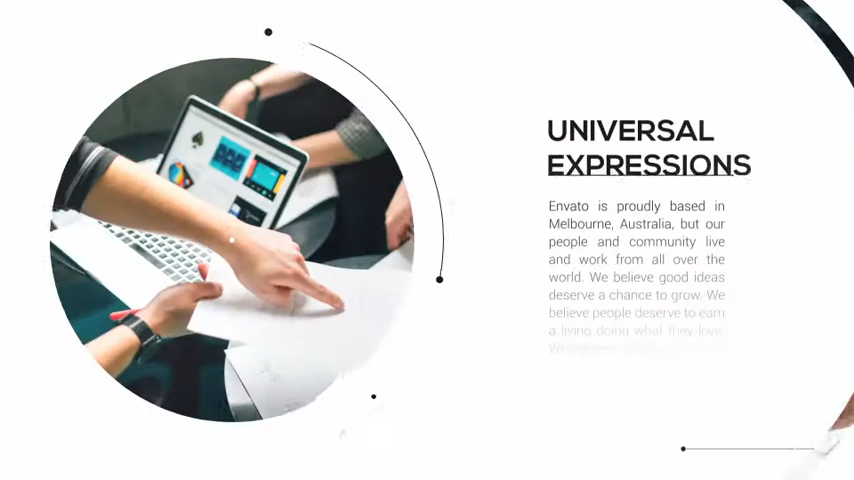 UNIVERSAL
EXPRESSIONS
Envato is proudly based in
Melbourne, Australia, but our
people and community live
and work from all over the
world. We believe good ideas
deserve a chance to grow. We
believe people deserve to earn
a living doing what they love.
We